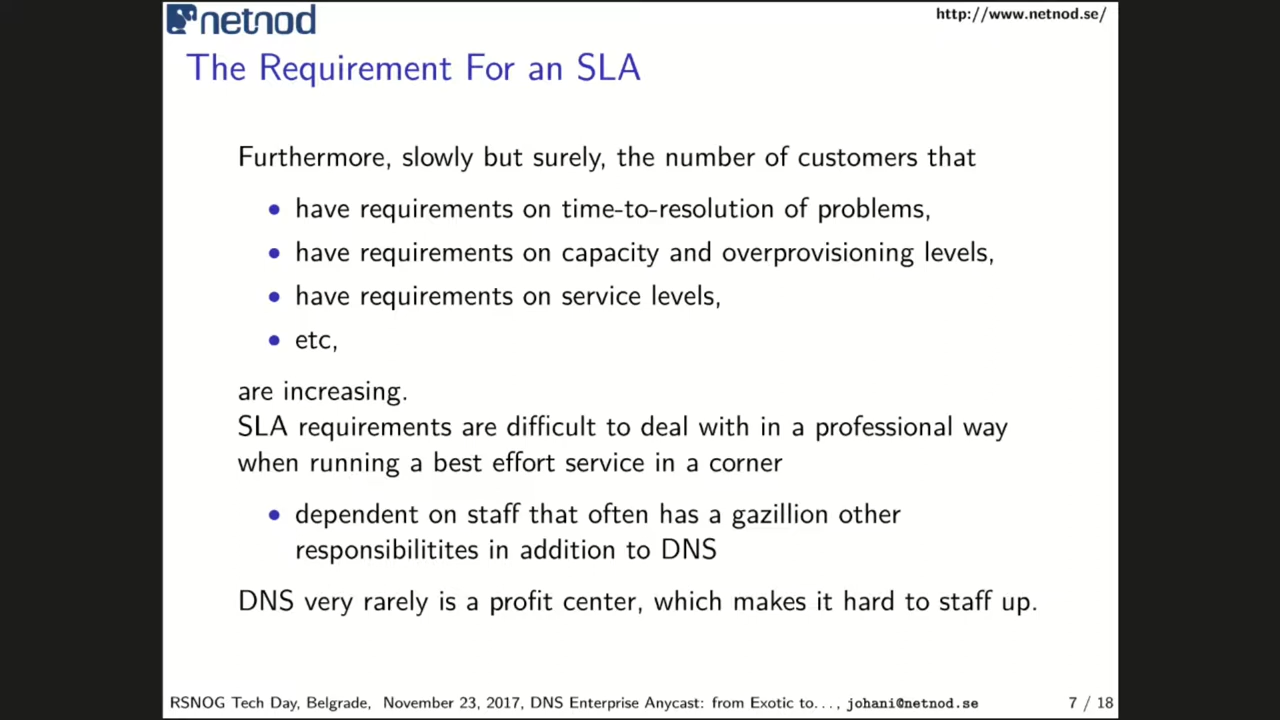 netnod
http://www.netnod.se/
The Requirement For an SLA
Furthermore, slowly but surely, the number of customers that
• have requirements on time-to-resolution of problems,
• have requirements on capacity and overprovisioning levels,
• have requirements on service levels,
• etc,
are increasing.
SLA requirements are difficult to deal with in a professional way
when running a best effort service in a corner
• dependent on staff that often has a gazillion other
responsibilitites in addition to DNS
DNS very rarely is a profit center, which makes it hard to staff up.
RSNOG Tech Day, Belgrade, November 23, 2017, DNS Enterprise Anycast: from Exotic to..., johani@netnod.se 7 / 18